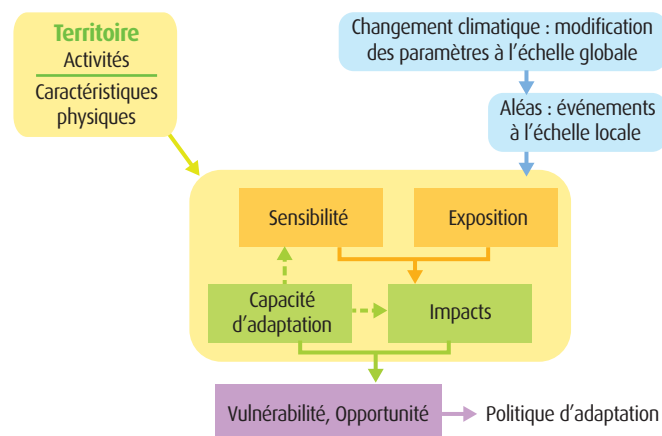 Territoire
Activités
Caractéristiques
physiques
Changement climatique : modification
des paramètres à l’échelle globale
Aléas : événements
à l’échelle locale
Sensibilité
Exposition
Capacité
d’adaptation
Impacts
Vulnérabilité, Opportunité
Politique d’adaptation